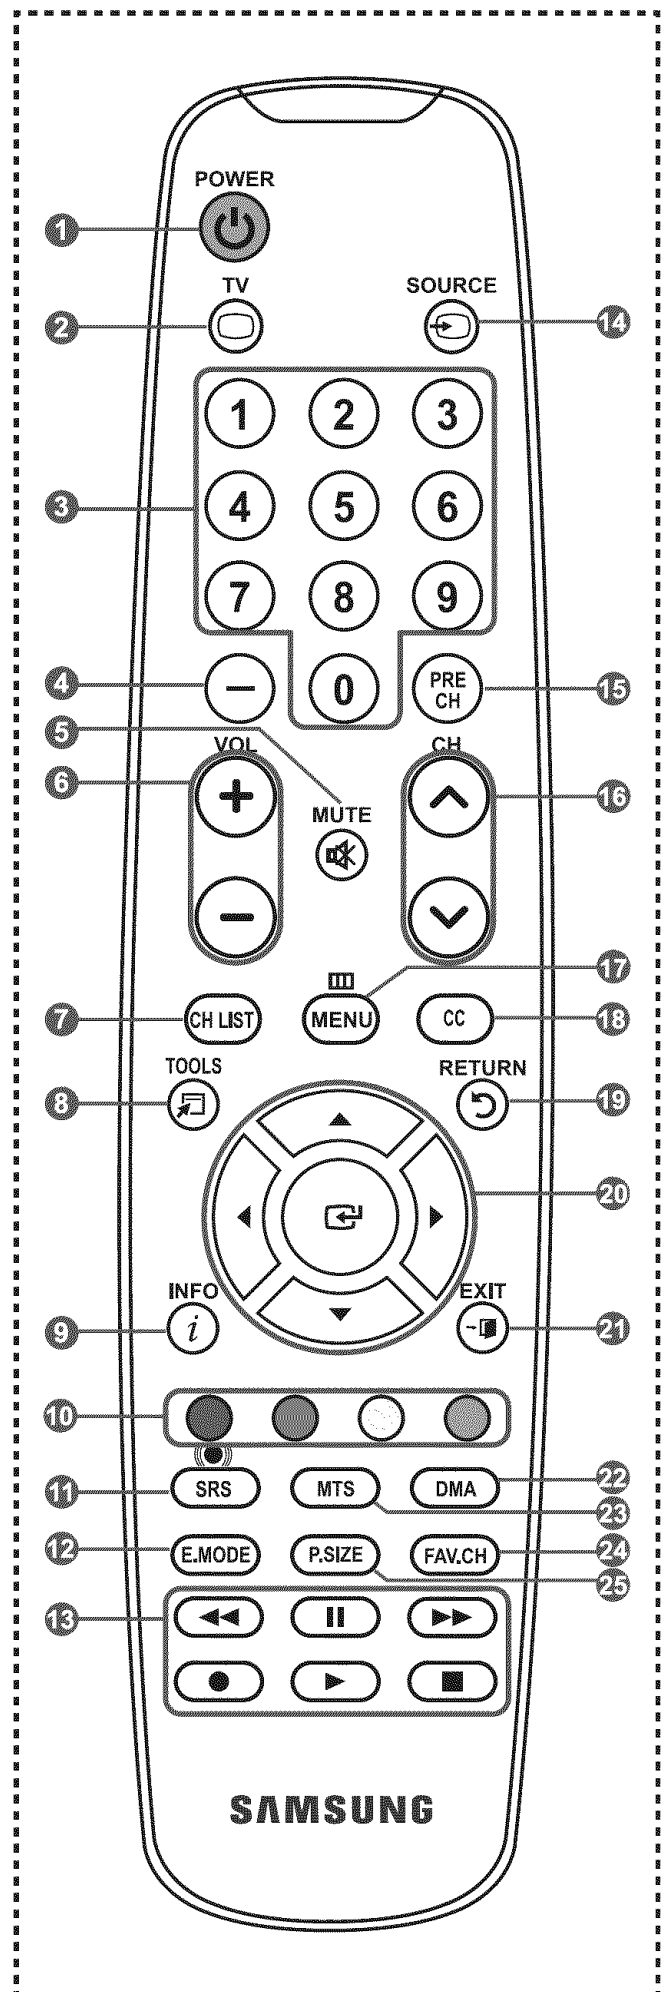 POWER
1
TV
SOURCE
2
14
1 2 3
3
4 5 6
7 8 9
4
0
PRE
CH
15
5
VOL
CH
6
+
16
MUTE
−
17
7
CH LIST
MENU
CC
18
TOOLS
RETURN
8
19
20
INFO
EXIT
9
i
21
10
11
SRS
MTS
DMA
22
23
12
E.MODE
P.SIZE
FAV.CH
24
25
13
SAMSUNG